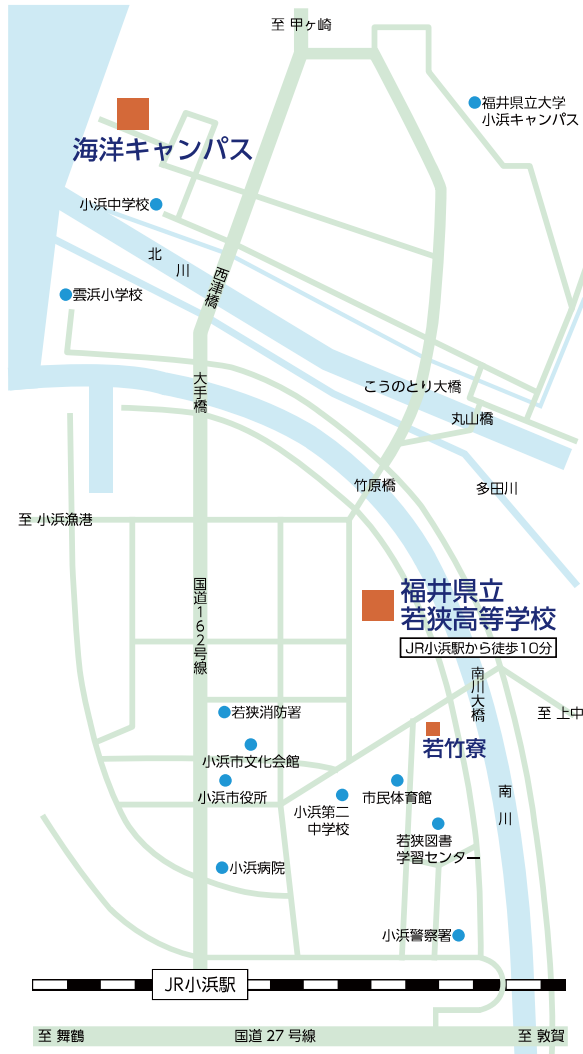 至 甲ヶ崎
福井県立大学
小浜キャンパス
海洋キャンパス
小浜中学校
北
川
西津橋
雲浜小学校
大手橋
こうのとり大橋
丸山橋
竹原橋
多田川
至 小浜漁港
国道162号線
福井県立
若狭高等学校
JR小浜駅から徒歩10分
南川大橋
至 上中
若狭消防署
若竹寮
小浜市文化会館
小浜市役所
小浜第二
中学校
市民体育館
南
川
若狭図書
学習センター
小浜病院
小浜警察署
JR小浜駅
至 舞鶴
国道 27 号線
至 敦賀